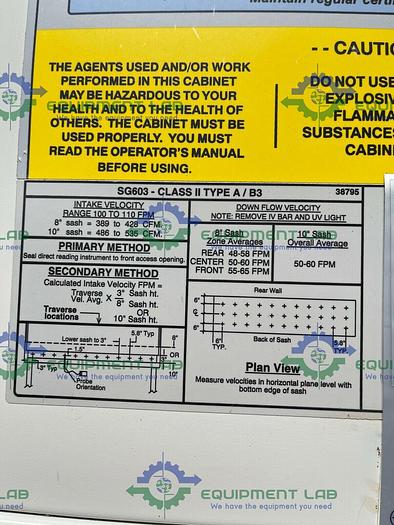 Maintain regular certi
THE AGENTS USED AND/OR WORK
PERFORMED IN THIS CABINET
MAY BE HAZARDOUS TO YOUR
HEALTH AND TO THE HEALTH OF
OTHERS. THE CABINET MUST BE
USED PROPERLY. YOU MUST
READ THE OPERATOR'S MANUAL
BEFORE USING.
-- CAUTIO
DO NOT USE
EXPLOSIV
FLAMMA
SUBSTANCES
CABIN
SG603 - CLASS II TYPE A / B3 38795
INTAKE VELOCITY
RANGE 100 TO 110 FPM
8" sash = 389 to 428 CFM.
10" sash = 486 to 535 CFM.
PRIMARY METHOD
Seal direct reading instrument to front access opening.
SECONDARY METHOD
Calculated Intake Velocity FPM =
Traverse Vel. Avg. X 3" Sash ht. / 8" Sash ht.
OR
10" Sash ht.
Traverse locations
Lower sash to 3"
5.8" Typ
8"
OR
10"
1.5"
3" Typ
4"
Probe
Orientation
DOWN FLOW VELOCITY
NOTE: REMOVE IV BAR AND UV LIGHT
8" Sash 10" Sash
Zone Averages Overall Average
REAR 48-58 FPM
CENTER 50-60 FPM 50-60 FPM
FRONT 55-65 FPM
Rear Wall
6"
6"
Back of Sash
6"
TYP.
5.8"
TYP.
Plan View
Measure velocities in horizontal plane level with
bottom edge of sash
EQUIPMENT LAB
We have the equipment you need